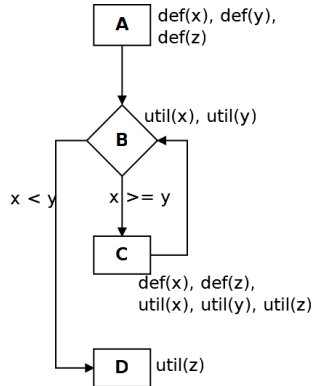 A
def(x), def(y),
def(z)
util(x), util(y)
B
x < y
x >= y
C
def(x), def(z),
util(x), util(y), util(z)
D
util(z)